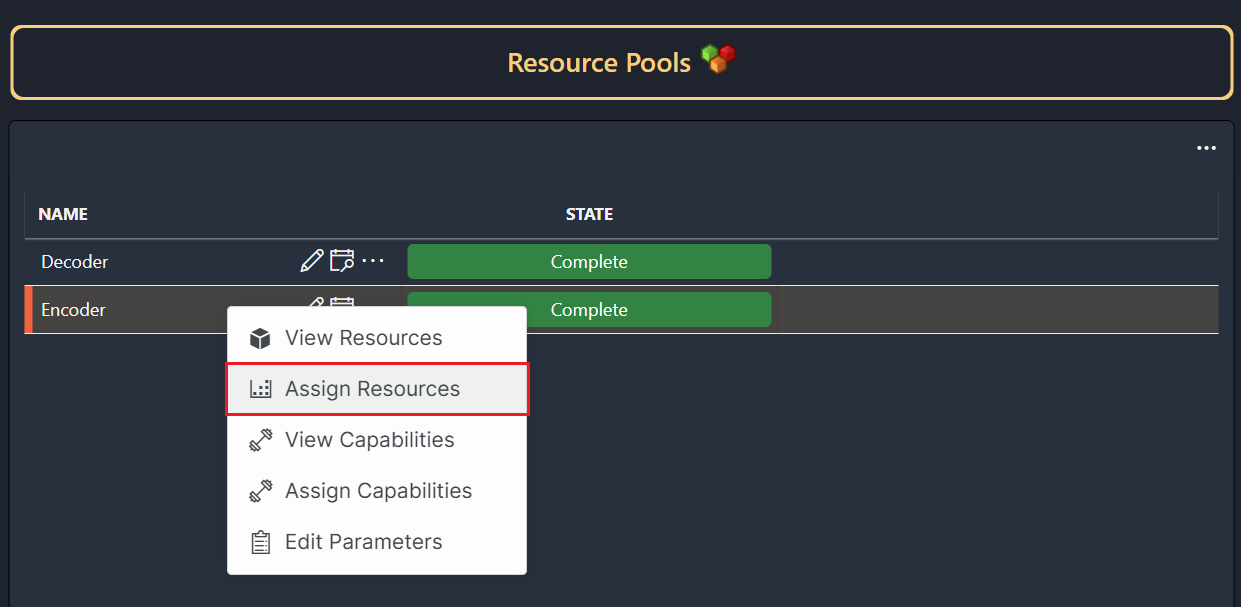 Resource Pools
NAME STATE
Decoder Complete
Encoder Complete
View Resources
Assign Resources
View Capabilities
Assign Capabilities
Edit Parameters